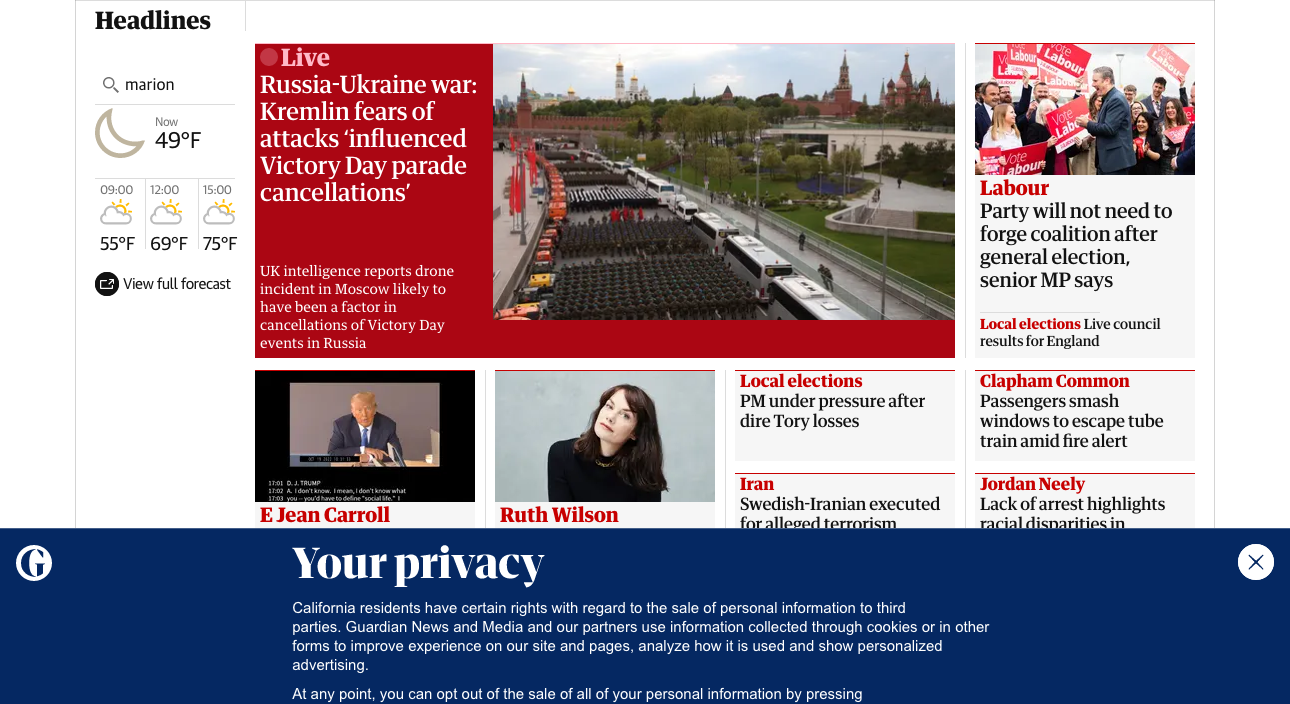 Headlines
marion
Now
49°F
09:00
55°F
12:00
69°F
15:00
75°F
View full forecast
Live
Russia-Ukraine war:
Kremlin fears of
attacks ‘influenced
Victory Day parade
cancellations’
UK intelligence reports drone
incident in Moscow likely to
have been a factor in
cancellations of Victory Day
events in Russia
Labour
Labour
Vote
Labo
Vote
Labour
Labour
Party will not need to
forge coalition after
general election,
senior MP says
Local elections Live council
results for England
17:01 D. J. TRUMP
17:02 A. I don't know. I mean, I don't know what
17:03 you -- you'd have to define "social life." I
E Jean Carroll
Ruth Wilson
Local elections
PM under pressure after
dire Tory losses
Iran
Swedish-Iranian executed
for alleged terrorism
Clapham Common
Passengers smash
windows to escape tube
train amid fire alert
Jordan Neely
Lack of arrest highlights
racial disparities in
Your privacy
California residents have certain rights with regard to the sale of personal information to third
parties. Guardian News and Media and our partners use information collected through cookies or in other
forms to improve experience on our site and pages, analyze how it is used and show personalized
advertising.
At any point, you can opt out of the sale of all of your personal information by pressing